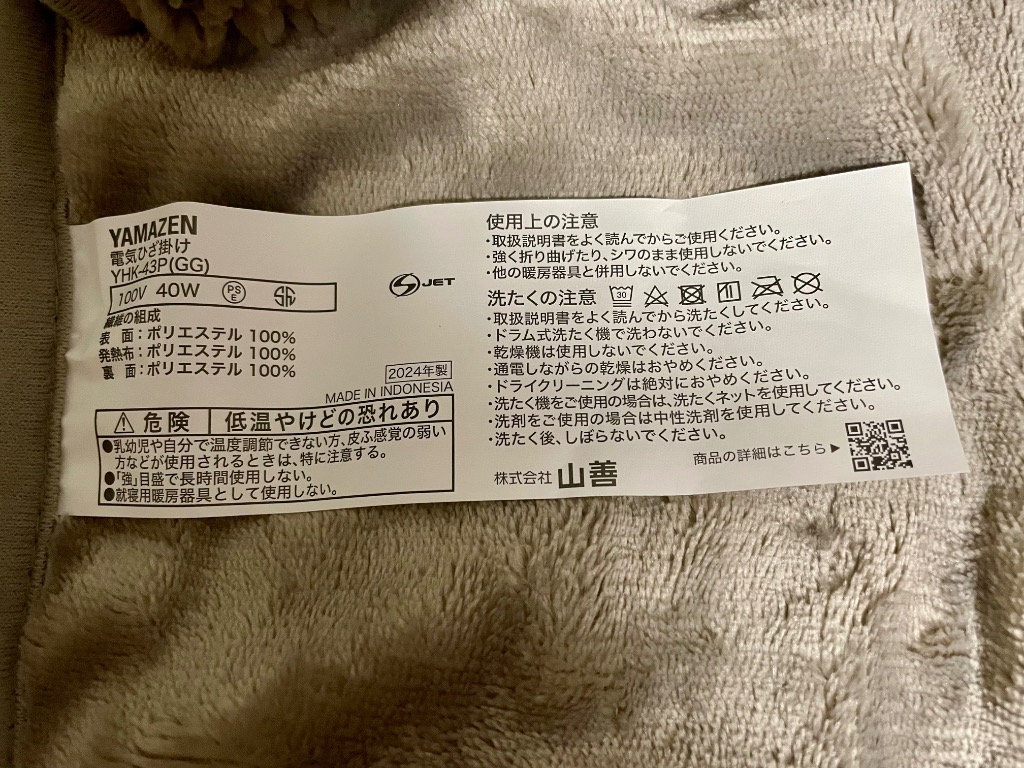 YAMAZEN
電気ひざ掛け
YHK-43P(GG)
100V 40W PSE
繊維の組成
表 面：ポリエステル 100%
発熱布：ポリエステル 100%
裏 面：ポリエステル 100%
S JET
2024年製
MADE IN INDONESIA
危険 低温やけどの恐れあり
●乳幼児や自分で温度調節できない方、皮ふ感覚の弱い
方などが使用されるときは、特に注意する。
●「強」目盛で長時間使用しない。
●就寝用暖房器具として使用しない。
使用上の注意
・取扱説明書をよく読んでからご使用ください。
・強く折り曲げたり、シワのまま使用しないでください。
・他の暖房器具と併用しないでください。
洗たくの注意 30
・取扱説明書をよく読んでから洗たくしてください。
・ドラム式洗たく機で洗わないでください。
・乾燥機は使用しないでください。
・通電しながらの乾燥はおやめください。
・ドライクリーニングは絶対におやめください。
・洗たく機をご使用の場合は、洗たくネットを使用してください。
・洗剤をご使用の場合は中性洗剤を使用してください。
・洗たく後、しぼらないでください。
株式会社 山善
商品の詳細はこちら▶